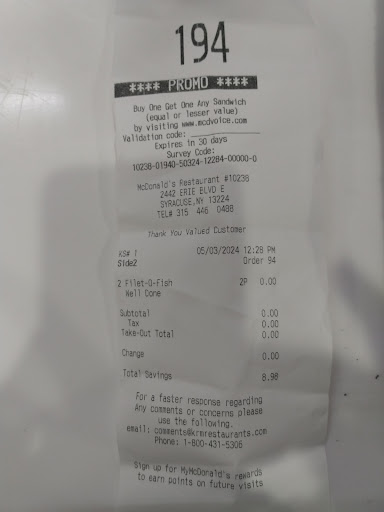 194
**** PROMO ****
Buy One Get One Any Sandwich
(equal or lesser value)
by visiting www.mcdvoice.com
Validation code:
Expires in 30 days
Survey Code:
10238-01940-50324-12284-00000-0
McDonald's Restaurant #10238
2442 ERIE BLVD E
SYRACUSE,NY 13224
TEL# 315 446 0488
Thank You Valued Customer
KS# 1 05/03/2024 12:28 PM
Side2 Order 94
2 Filet-O-Fish 2P 0.00
Well Done
Subtotal 0.00
Tax 0.00
Take-Out Total 0.00
Change 0.00
Total Savings 8.98
For a faster response regarding
Any comments or concerns please
use the following.
email: comments@krmrestaurants.com
Phone: 1-800-431-5306
Sign up for MyMcDonald's rewards
to earn points on future visits